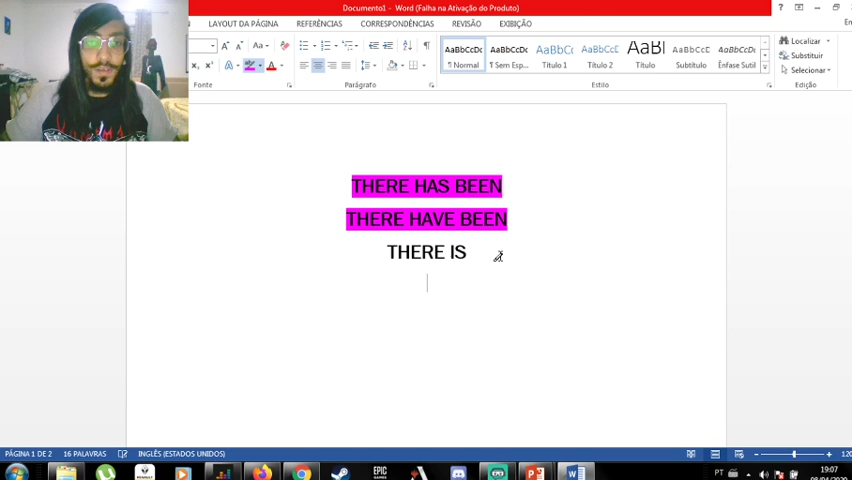 Documento1 - Word (Falha na Ativação do Produto)
LAYOUT DA PÁGINA REFERÊNCIAS CORRESPONDÊNCIAS REVISÃO EXIBIÇÃO
Localizar
Substituir
Selecionar
AaBbCcDc AaBbCcDc AaBbCc AaBbCcD AaBl AaBbCcD AaBbCcDc
¶ Normal ¶ Sem Esp... Título 1 Título 2 Título Subtítulo Ênfase Sutil
Fonte Parágrafo Estilo Edição
THERE HAS BEEN
THERE HAVE BEEN
THERE IS
PÁGINA 1 DE 2 16 PALAVRAS INGLÊS (ESTADOS UNIDOS)
EPIC
GAMES
PT
19:07